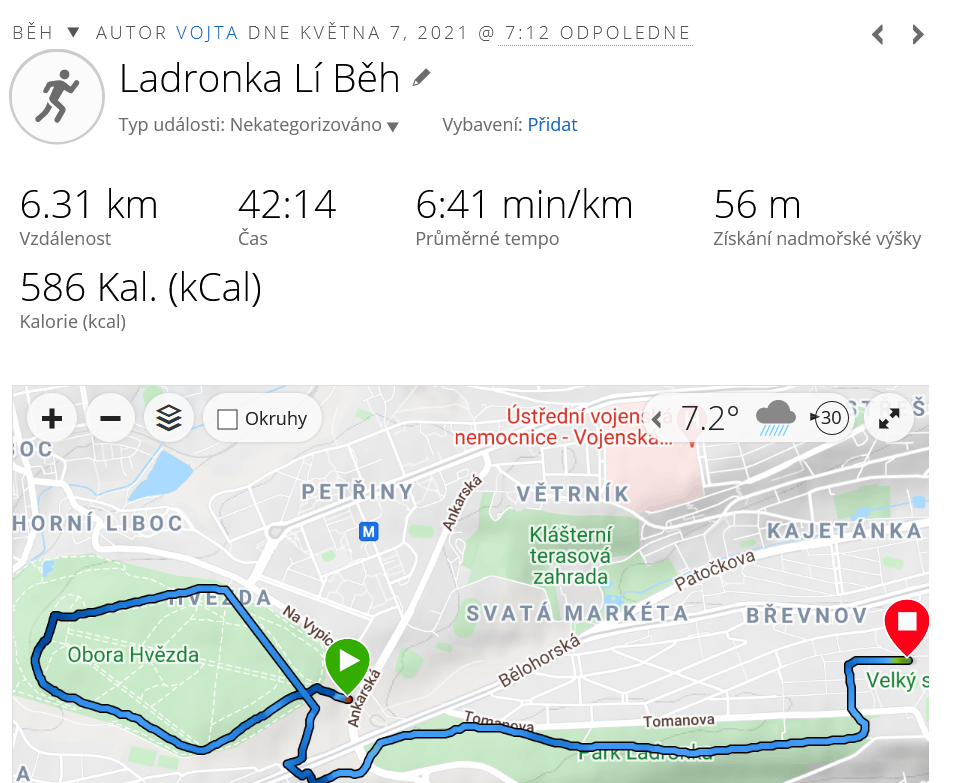 BĚH ▼ AUTOR VOJTA DNE KVĚTNA 7, 2021 @ 7:12 ODPOLEDNE
Ladronka Lí Běh
Typ události: Nekategorizováno ▼ Vybavení: Přidat
6.31 km 42:14 6:41 min/km 56 m
Vzdálenost Čas Průměrné tempo Získání nadmořské výšky
586 Kal. (kCal)
Kalorie (kcal)
+ − Okruhy
Ústřední vojenská
nemocnice - Vojenská...
7.2° 30
PETŘINY
VĚTRNÍK
Ankarská
HORNÍ LIBOC
M
Klášterní
terasová
zahrada
KAJETÁNKA
Patočkova
HVĚZDA
Na Vypic
SVATÁ MARKÉTA
BŘEVNOV
Obora Hvězda
Bělohorská
Ankarská
Velký s
Tomanova
Tomanova
Park Ladronka